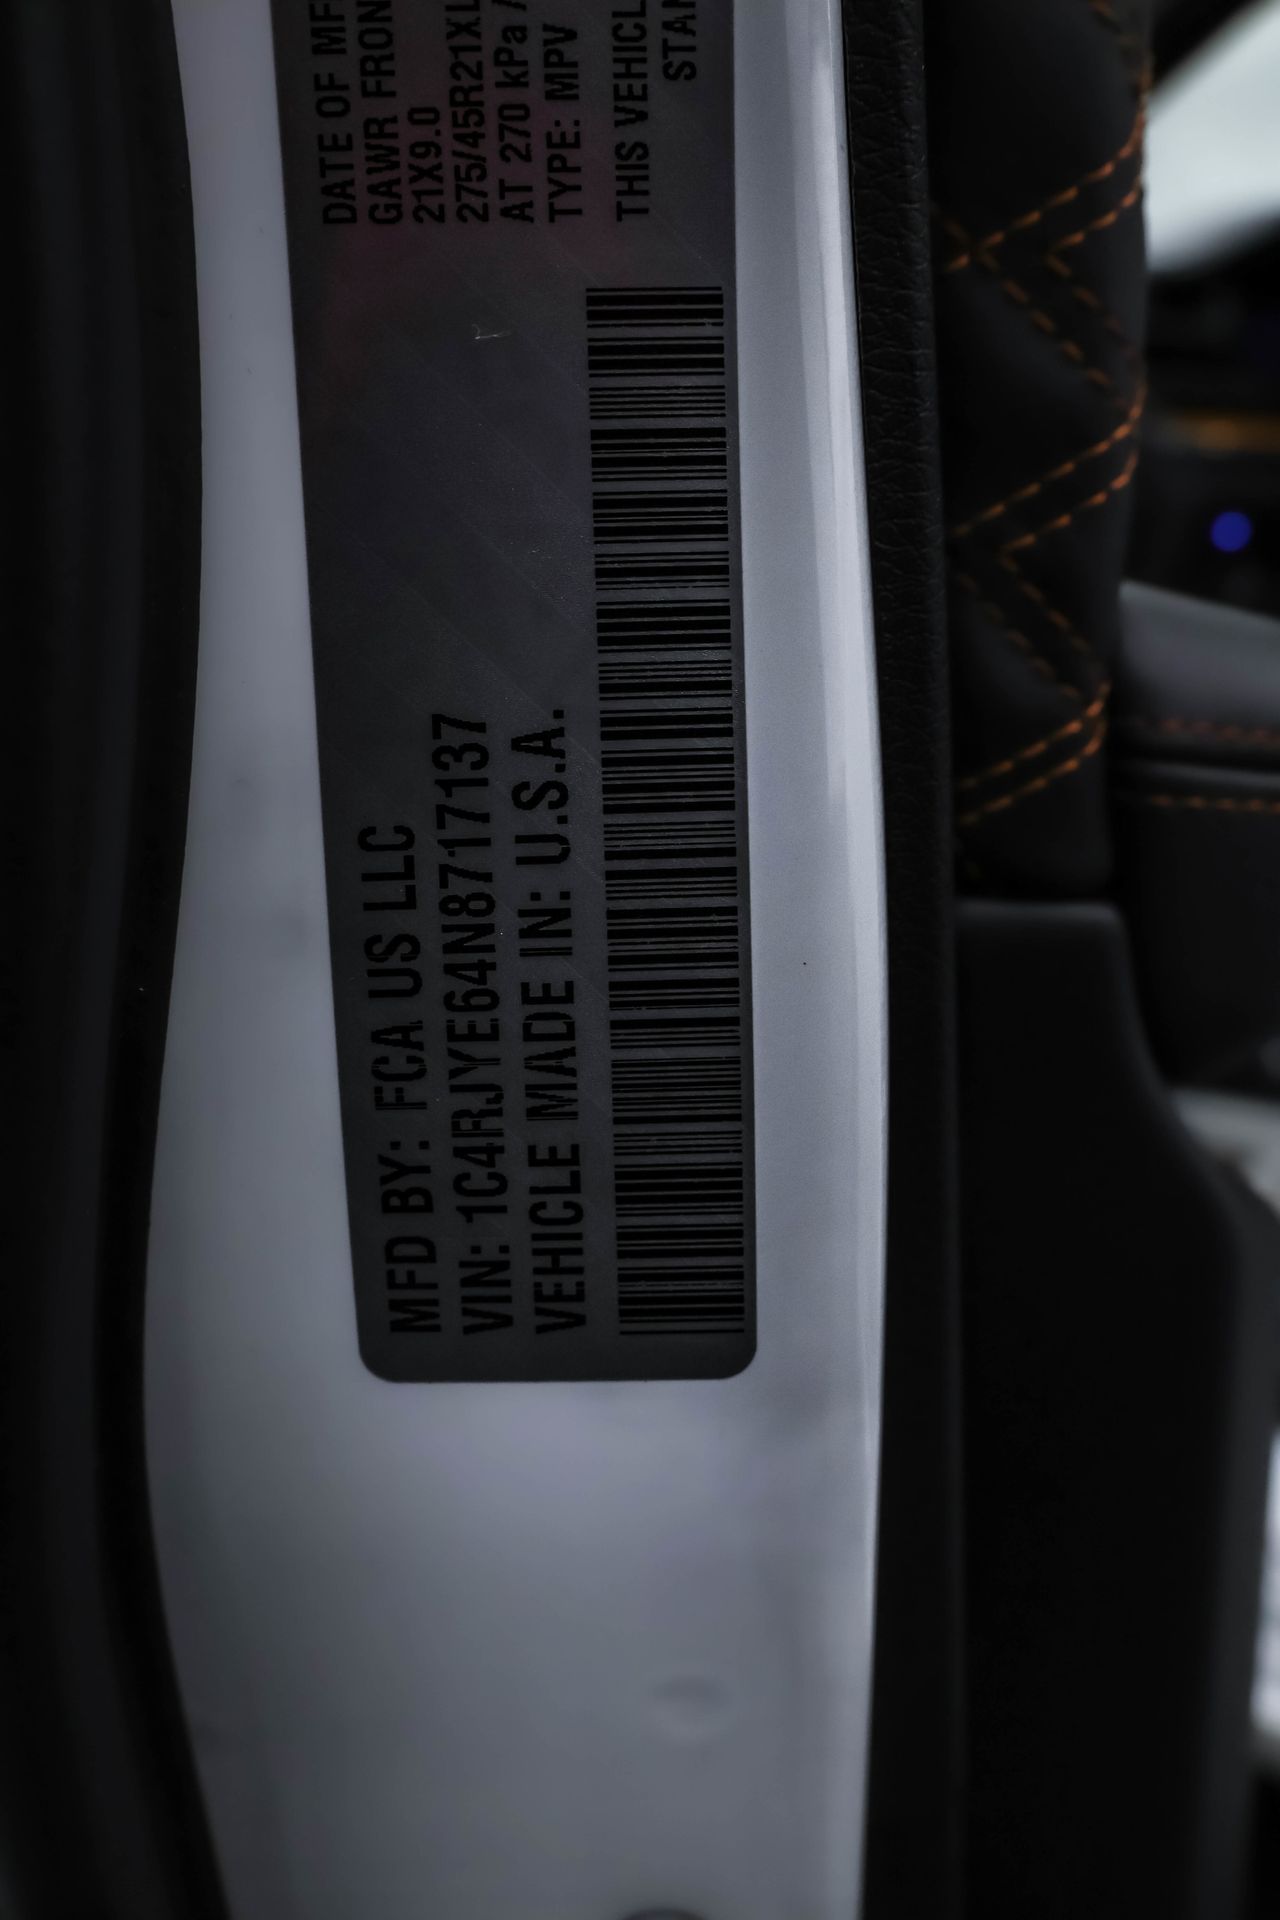 MFD BY: FCA US LLC
VIN: 1C4RJYE64N8717137
VEHICLE MADE IN: U.S.A.
DATE OF MF
GAWR FRON
21X9.0
275/45R21XL
AT 270 kPa /
TYPE: MPV
THIS VEHICL
STAN